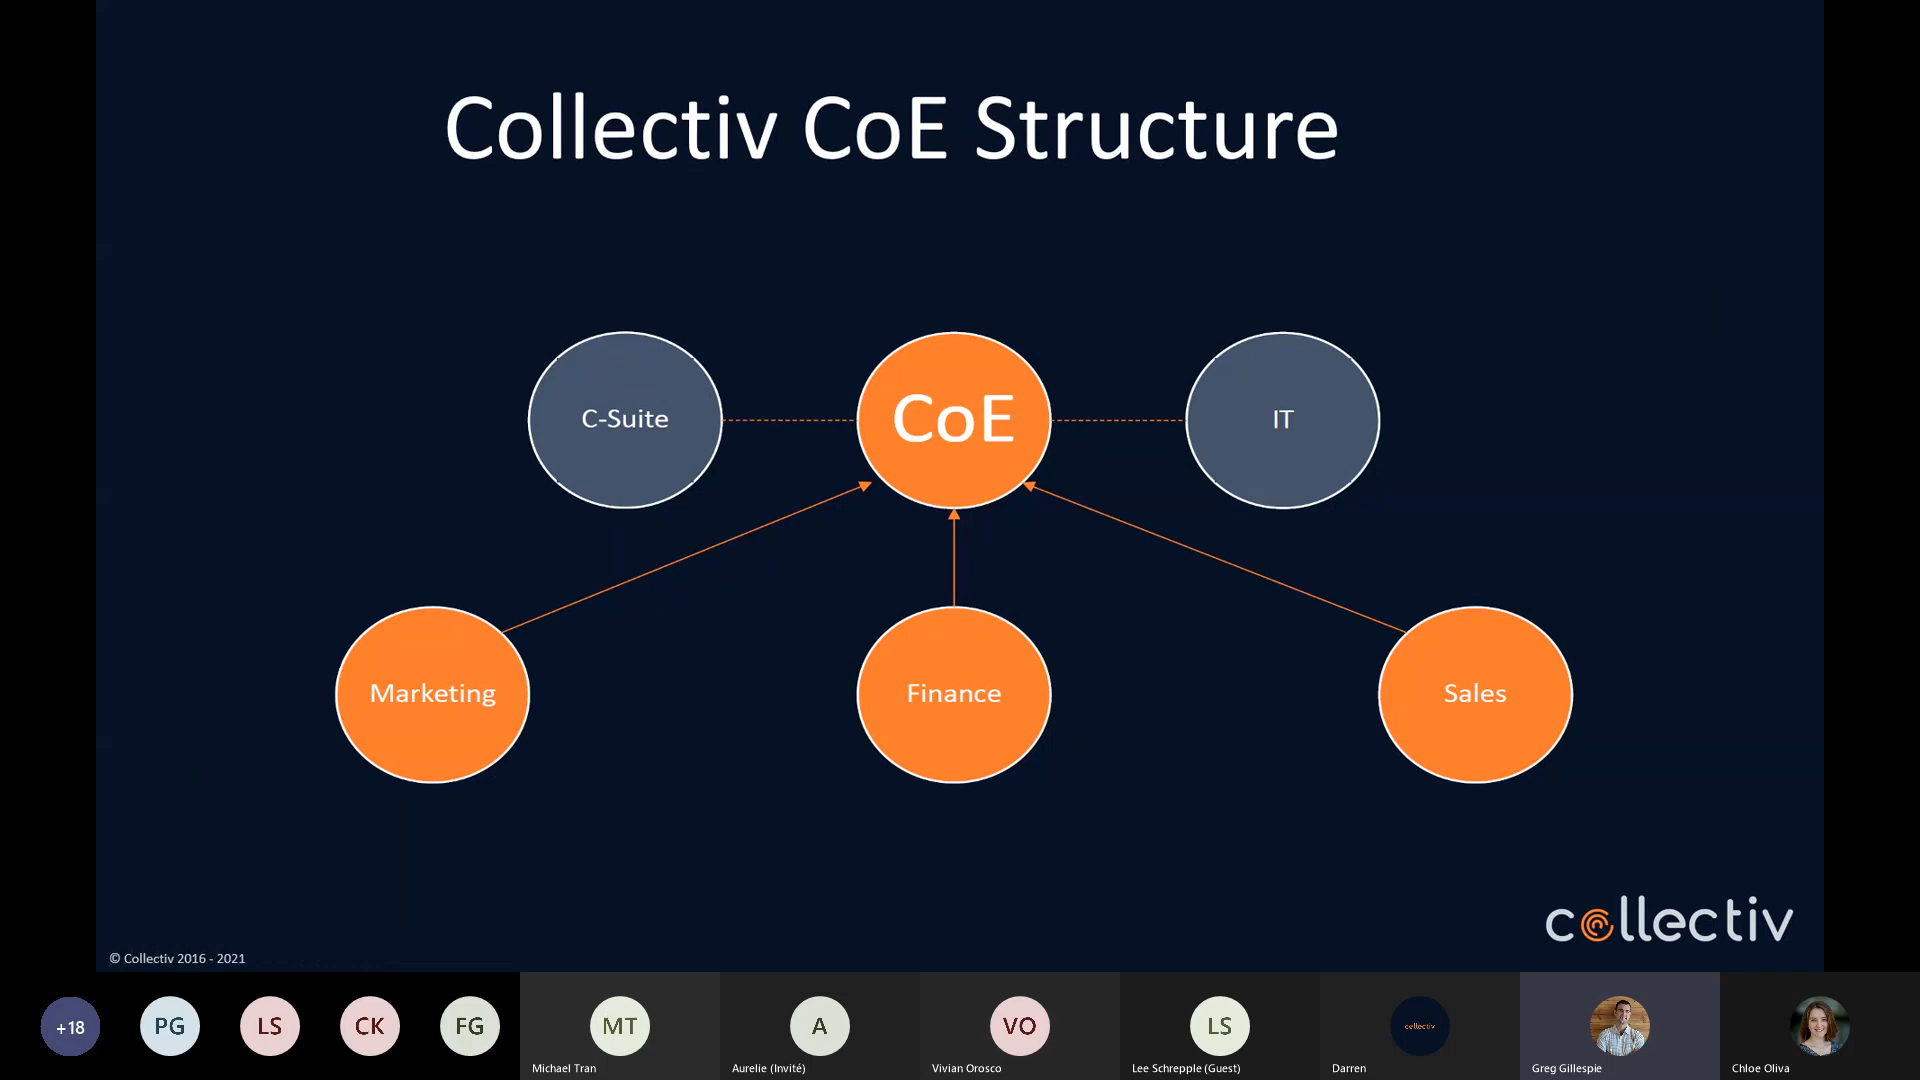 Collectiv CoE Structure
C-Suite
CoE
IT
Marketing
Finance
Sales
collectiv
© Collectiv 2016 - 2021
+18
PG
LS
CK
FG
MT
A
VO
LS
collectiv
Michael Tran
Aurelie (Invité)
Vivian Orosco
Lee Schrepple (Guest)
Darren
Greg Gillespie
Chloe Oliva